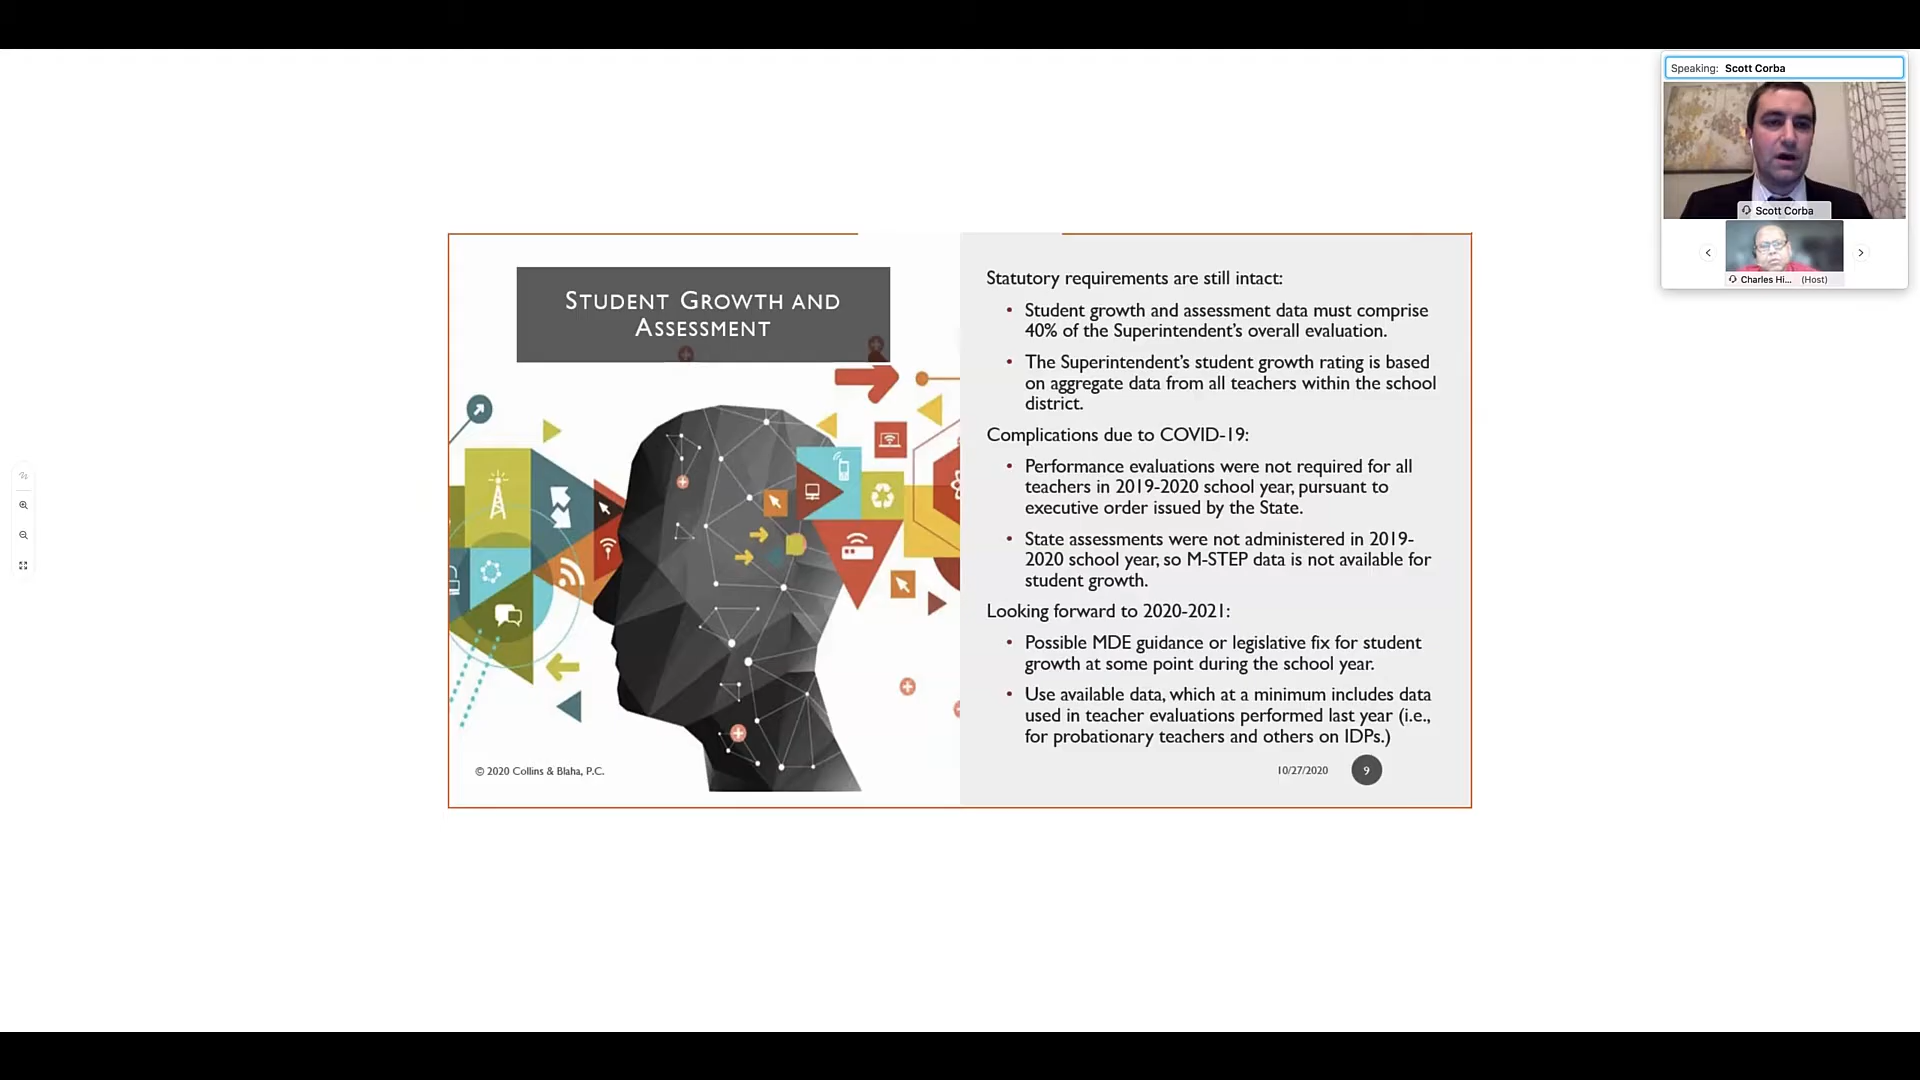 Speaking: Scott Corba
Scott Corba
Charles Hi... (Host)
STUDENT GROWTH AND
ASSESSMENT
© 2020 Collins & Blaha, P.C.
Statutory requirements are still intact:
• Student growth and assessment data must comprise
40% of the Superintendent's overall evaluation.
• The Superintendent's student growth rating is based
on aggregate data from all teachers within the school
district.
Complications due to COVID-19:
• Performance evaluations were not required for all
teachers in 2019-2020 school year, pursuant to
executive order issued by the State.
• State assessments were not administered in 2019-
2020 school year, so M-STEP data is not available for
student growth.
Looking forward to 2020-2021:
• Possible MDE guidance or legislative fix for student
growth at some point during the school year.
• Use available data, which at a minimum includes data
used in teacher evaluations performed last year (i.e.,
for probationary teachers and others on IDPs.)
10/27/2020 9